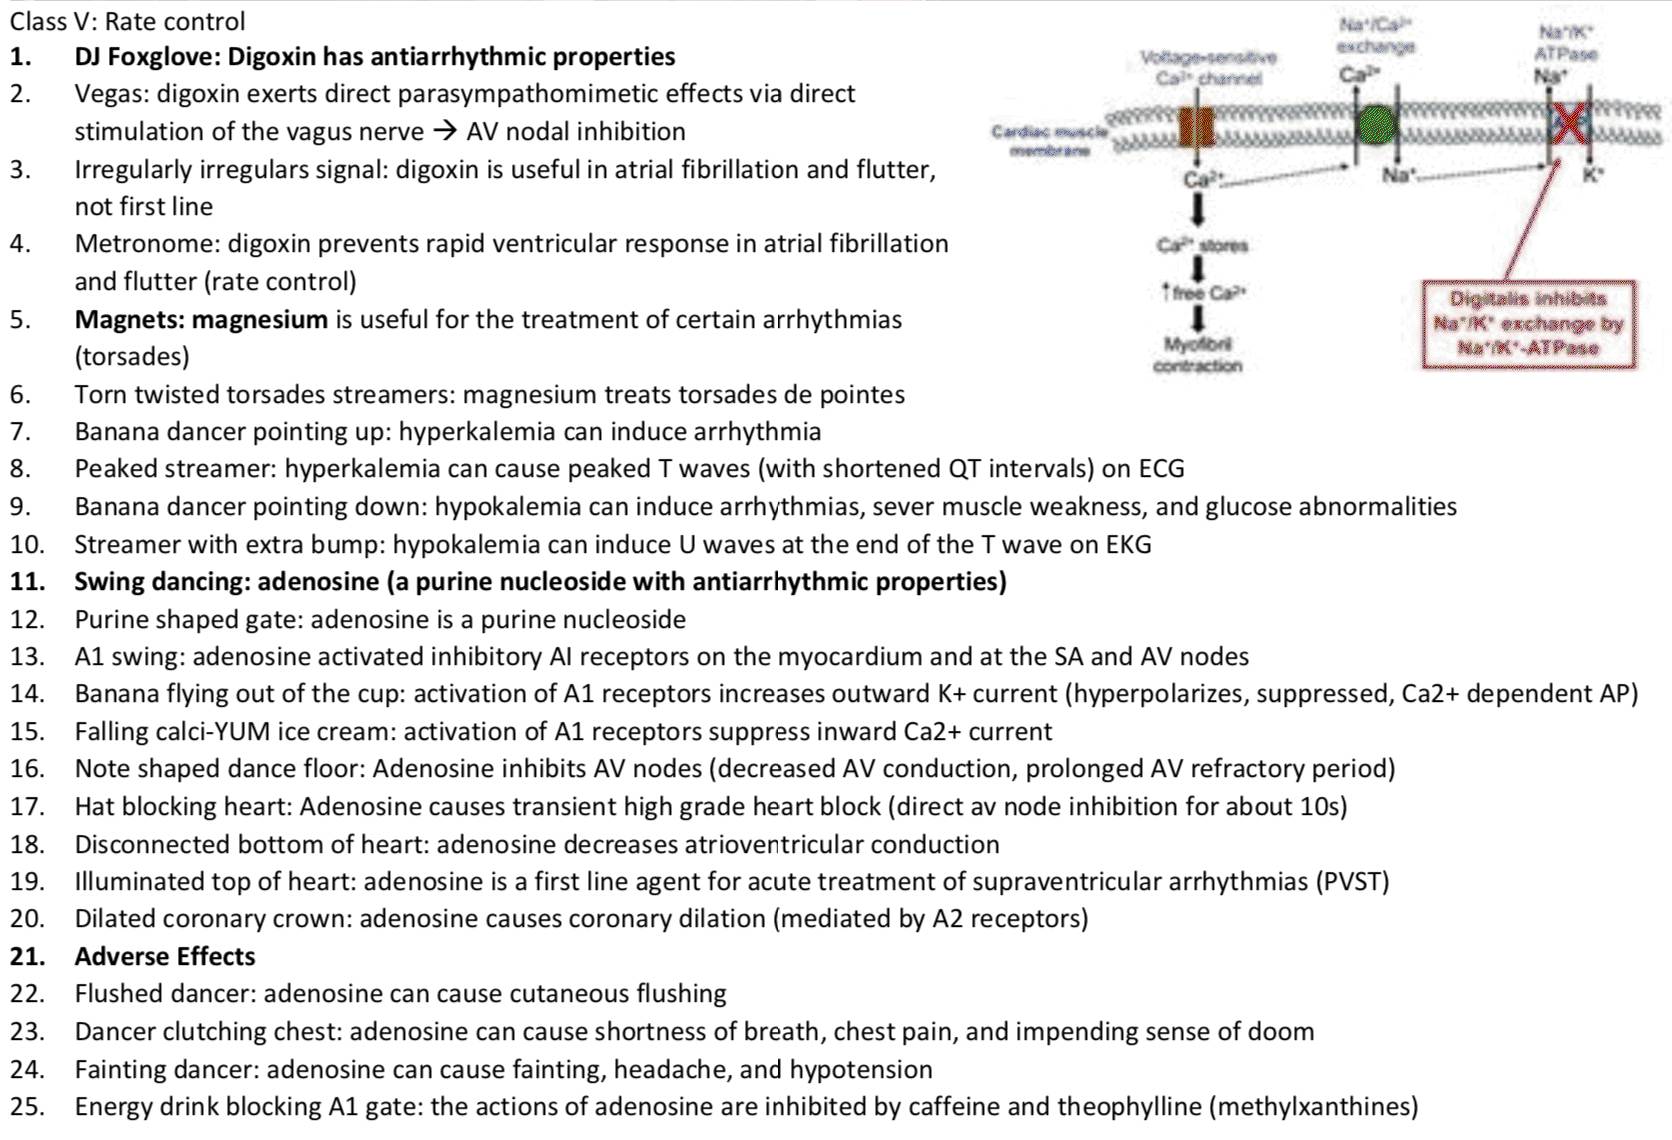 Class V: Rate control
1. DJ Foxglove: Digoxin has antiarrhythmic properties
2. Vegas: digoxin exerts direct parasympathomimetic effects via direct
stimulation of the vagus nerve → AV nodal inhibition
3. Irregularly irregulars signal: digoxin is useful in atrial fibrillation and flutter,
not first line
4. Metronome: digoxin prevents rapid ventricular response in atrial fibrillation
and flutter (rate control)
5. Magnets: magnesium is useful for the treatment of certain arrhythmias
(torsades)
6. Torn twisted torsades streamers: magnesium treats torsades de pointes
7. Banana dancer pointing up: hyperkalemia can induce arrhythmia
8. Peaked streamer: hyperkalemia can cause peaked T waves (with shortened QT intervals) on ECG
9. Banana dancer pointing down: hypokalemia can induce arrhythmias, sever muscle weakness, and glucose abnormalities
10. Streamer with extra bump: hypokalemia can induce U waves at the end of the T wave on EKG
11. Swing dancing: adenosine (a purine nucleoside with antiarrhythmic properties)
12. Purine shaped gate: adenosine is a purine nucleoside
13. A1 swing: adenosine activated inhibitory AI receptors on the myocardium and at the SA and AV nodes
14. Banana flying out of the cup: activation of A1 receptors increases outward K+ current (hyperpolarizes, suppressed, Ca2+ dependent AP)
15. Falling calci-YUM ice cream: activation of A1 receptors suppress inward Ca2+ current
16. Note shaped dance floor: Adenosine inhibits AV nodes (decreased AV conduction, prolonged AV refractory period)
17. Hat blocking heart: Adenosine causes transient high grade heart block (direct av node inhibition for about 10s)
18. Disconnected bottom of heart: adenosine decreases atrioventricular conduction
19. Illuminated top of heart: adenosine is a first line agent for acute treatment of supraventricular arrhythmias (PVST)
20. Dilated coronary crown: adenosine causes coronary dilation (mediated by A2 receptors)
21. Adverse Effects
22. Flushed dancer: adenosine can cause cutaneous flushing
23. Dancer clutching chest: adenosine can cause shortness of breath, chest pain, and impending sense of doom
24. Fainting dancer: adenosine can cause fainting, headache, and hypotension
25. Energy drink blocking A1 gate: the actions of adenosine are inhibited by caffeine and theophylline (methylxanthines)
Voltage-sensitive
Ca²⁺ channel
Na⁺/Ca²⁺
exchange
Ca²⁺
Na⁺/K⁺
ATPase
Na⁺
Cardiac muscle
membrane
Ca²⁺
Na⁺
K⁺
Ca²⁺ stores
↑free Ca²⁺
Myofibril
contraction
Digitalis inhibits
Na⁺/K⁺ exchange by
Na⁺/K⁺-ATPase